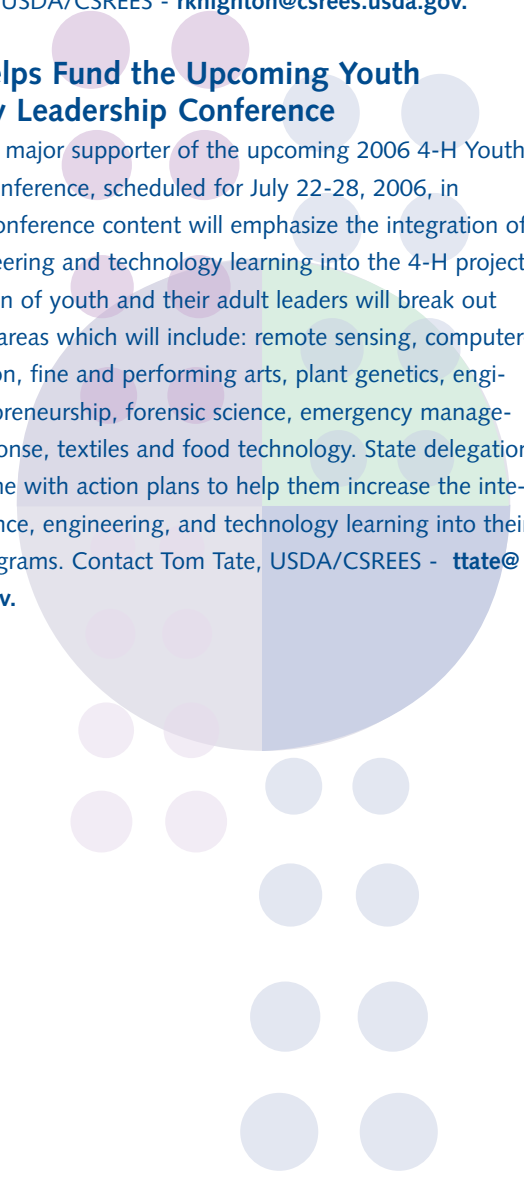 USDA/CSREES - rknighton@csrees.usda.gov.
elps Fund the Upcoming Youth
y Leadership Conference
major supporter of the upcoming 2006 4-H Youth
onference, scheduled for July 22-28, 2006, in
onference content will emphasize the integration of
eering and technology learning into the 4-H project
n of youth and their adult leaders will break out
areas which will include: remote sensing, computer
on, fine and performing arts, plant genetics, engi-
preneurship, forensic science, emergency manage-
onse, textiles and food technology. State delegation
ne with action plans to help them increase the inte-
nce, engineering, and technology learning into their
grams. Contact Tom Tate, USDA/CSREES - ttate@
v.